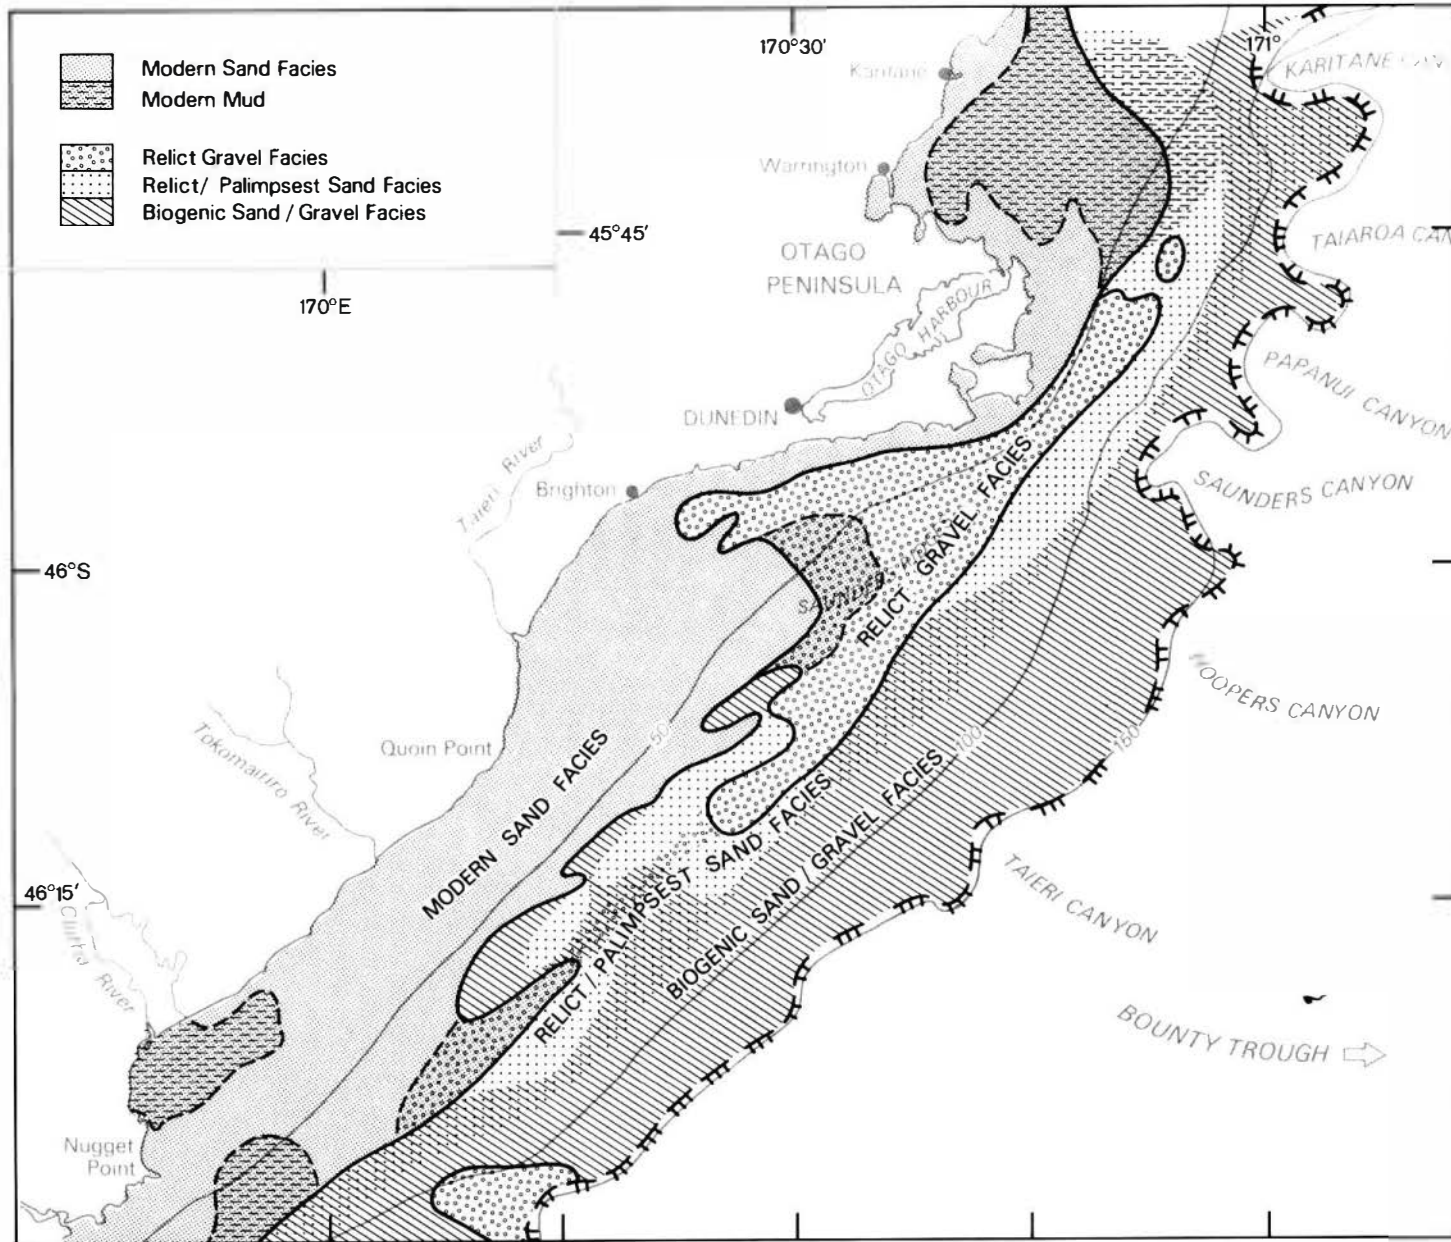 Modern Sand Facies
Modern Mud
Relict Gravel Facies
Relict/ Palimpsest Sand Facies
Biogenic Sand / Gravel Facies
170°30'
171°
Karitane
KARITANE
Warrington
45°45'
OTAGO
PENINSULA
TAIAROA CAN
170°E
OTAGO HARBOUR
PAPANUI CANYON
DUNEDIN
Taieri River
Brighton
SAUNDERS CANYON
46°S
RELICT GRAVEL FACIES
HOOPERS CANYON
Quoin Point
Tokomairiro River
MODERN SAND FACIES
50
100
150
RELICT / PALIMPSEST SAND FACIES
BIOGENIC SAND / GRAVEL FACIES
46°15'
Clutha River
TAIERI CANYON
BOUNTY TROUGH
Nugget
Point